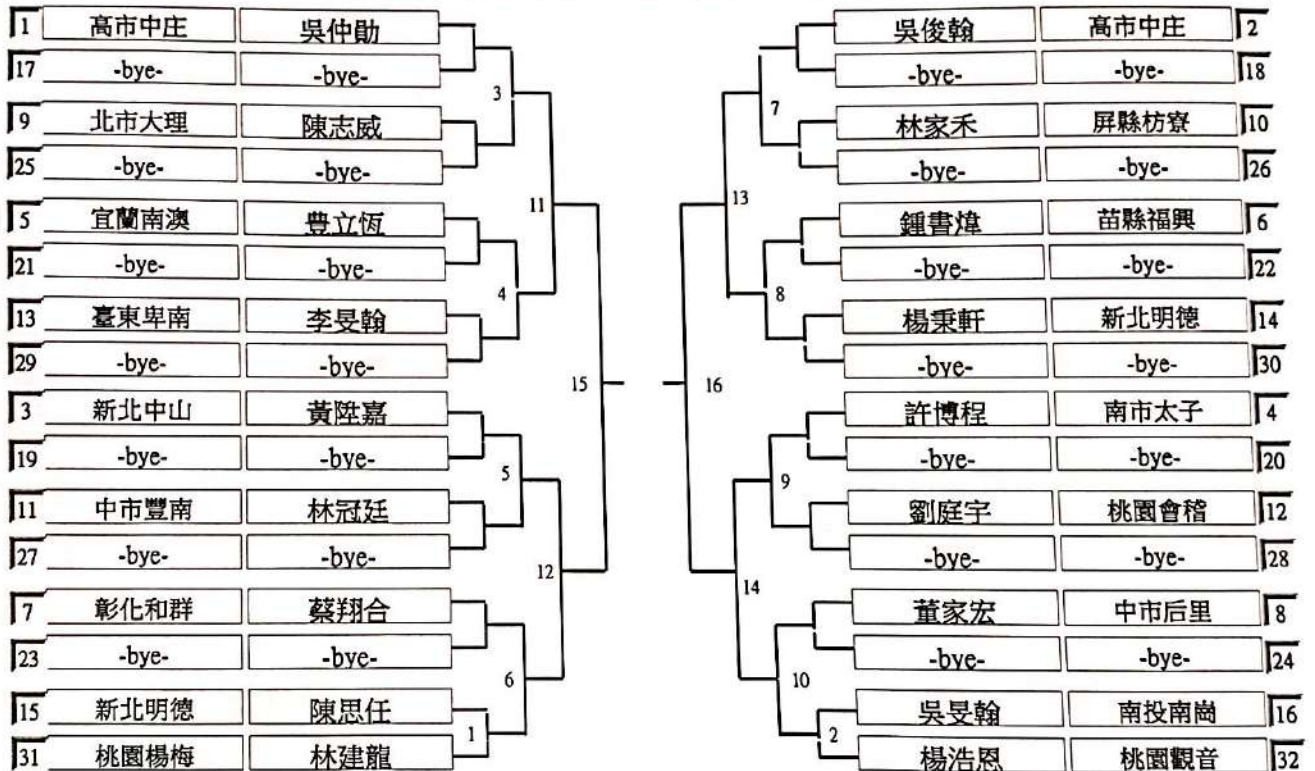 1 高市中庄 吳仲勛
17 -bye- -bye-
3
9 北市大理 陳志威
25 -bye- -bye-
11
5 宜蘭南澳 豊立恆
21 -bye- -bye-
4
13 臺東卑南 李旻翰
29 -bye- -bye-
15
3 新北中山 黃陞嘉
19 -bye- -bye-
5
11 中市豐南 林冠廷
27 -bye- -bye-
12
7 彰化和群 蔡翔合
23 -bye- -bye-
6
15 新北明德 陳思任
1
31 桃園楊梅 林建龍
吳俊翰 高市中庄 2
-bye- -bye- 18
7
林家禾 屏縣枋寮 10
-bye- -bye- 26
13
鍾書煒 苗縣福興 6
-bye- -bye- 22
8
楊秉軒 新北明德 14
-bye- -bye- 30
16
許博程 南市太子 4
-bye- -bye- 20
9
劉庭宇 桃園會稽 12
-bye- -bye- 28
14
董家宏 中市后里 8
-bye- -bye- 24
10
吳旻翰 南投南崗 16
2
楊浩恩 桃園觀音 32